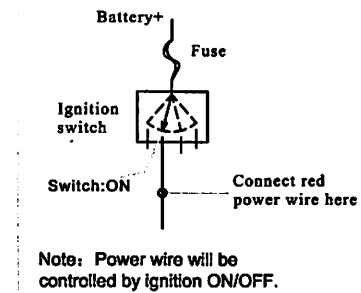 Battery+
Fuse
Ignition
switch
Switch:ON
Connect red
power wire here
Note: Power wire will be
controlled by ignition ON/OFF.